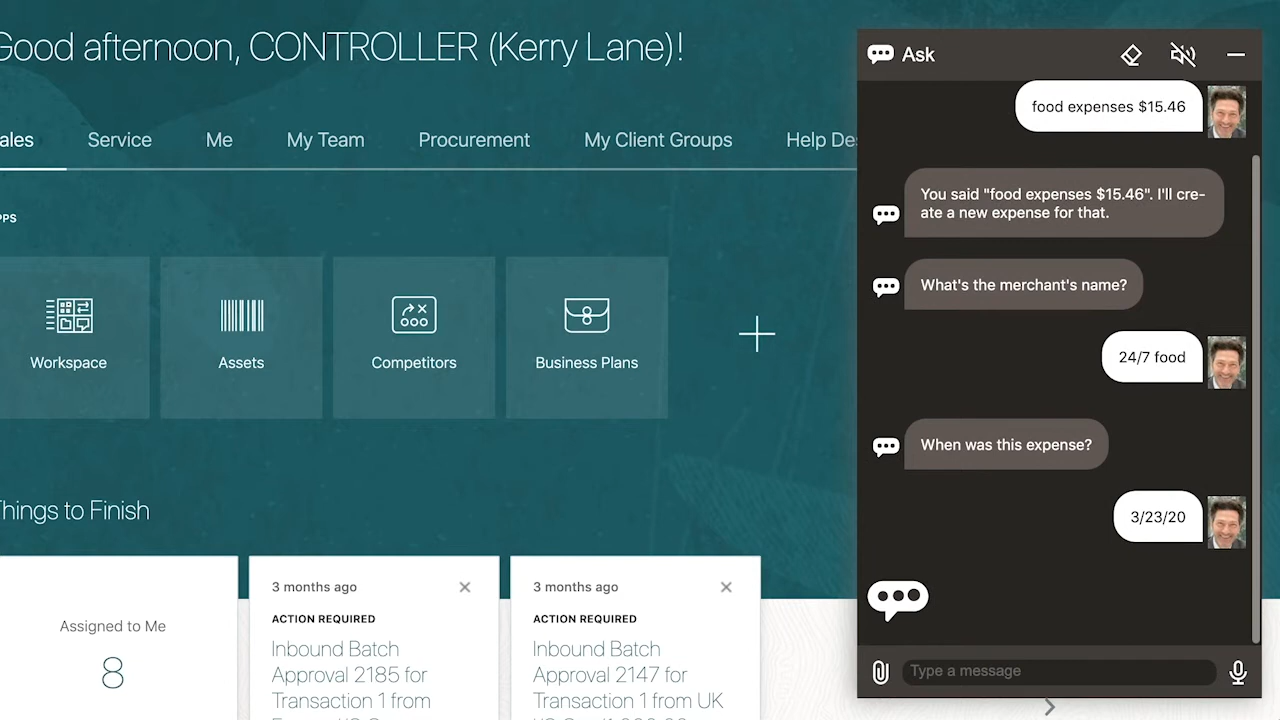 Good afternoon, CONTROLLER (Kerry Lane)!
ales
Service
Me
My Team
Procurement
My Client Groups
Help Des
PPS
Workspace
Assets
Competitors
Business Plans
Things to Finish
Assigned to Me
8
3 months ago
ACTION REQUIRED
Inbound Batch
Approval 2185 for
Transaction 1 from
3 months ago
ACTION REQUIRED
Inbound Batch
Approval 2147 for
Transaction 1 from UK
Ask
food expenses $15.46
You said "food expenses $15.46". I'll cre-
ate a new expense for that.
What's the merchant's name?
24/7 food
When was this expense?
3/23/20
Type a message